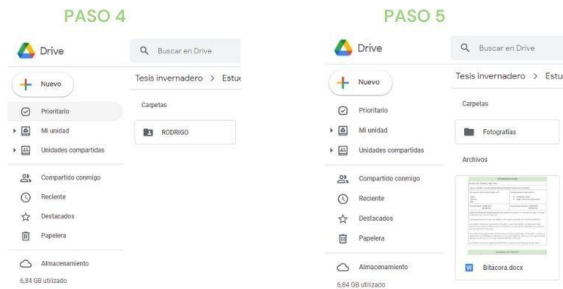 PASO 4
Drive
Buscar en Drive
Nuevo
Tesis invernadero > Estu
Prioritario
Carpetas
Mi unidad
RODRIGO
Unidades compartidas
Compartido conmigo
Reciente
Destacados
Papelera
Almacenamiento
6,84 GB utilizado
PASO 5
Drive
Buscar en Drive
Nuevo
Tesis invernadero > Estu
Prioritario
Carpetas
Mi unidad
Fotografías
Unidades compartidas
Archivos
Compartido conmigo
Reciente
Destacados
Papelera
Almacenamiento
W Bitácora.docx
6,84 GB utilizado